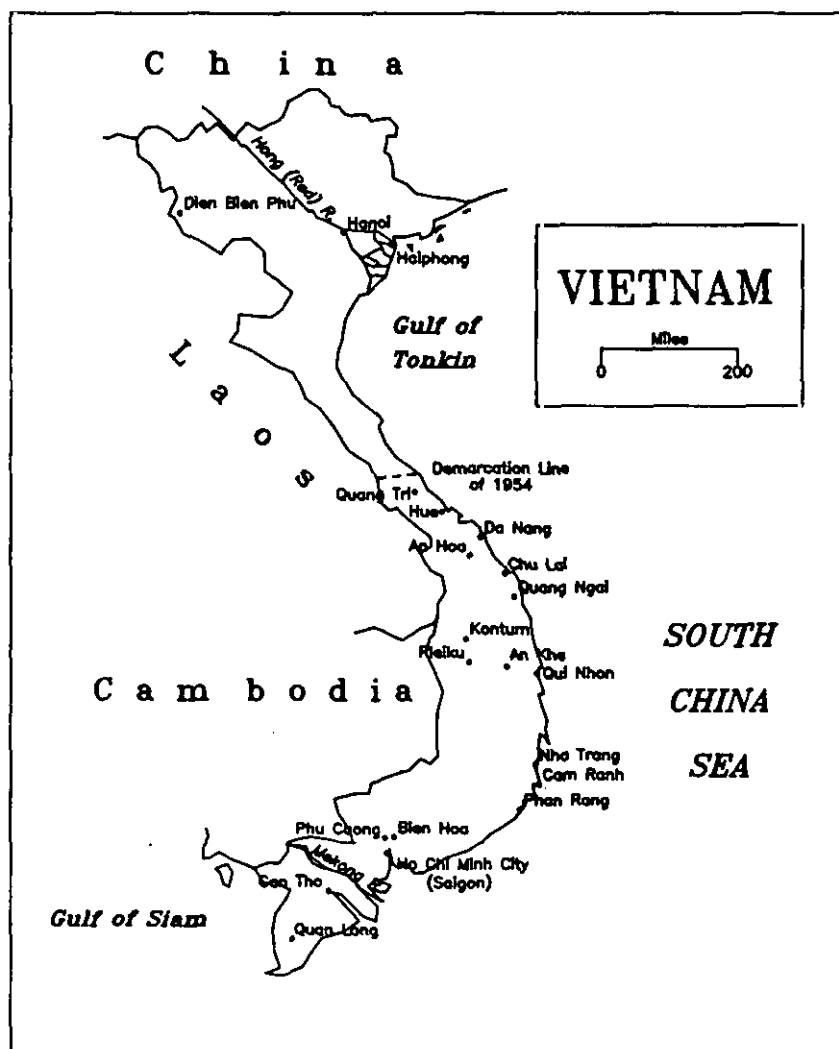 China
Hong (Red) R.
Dien Bien Phu
Hanoi
Haiphong
VIETNAM
Miles
0 200
Gulf of
Tonkin
Laos
Demarcation Line
of 1954
Quang Tri
Hue
Da Nang
Ap Hoa
Chu Lai
Quang Ngai
Kontum
Pleiku
An Khe
Qui Nhon
SOUTH
CHINA
SEA
Cambodia
Nha Trang
Cam Ranh
Phan Rang
Phu Cuong
Bien Hoa
Mekong R.
Ho Chi Minh City
(Saigon)
Can Tho
Gulf of Siam
Quan Long